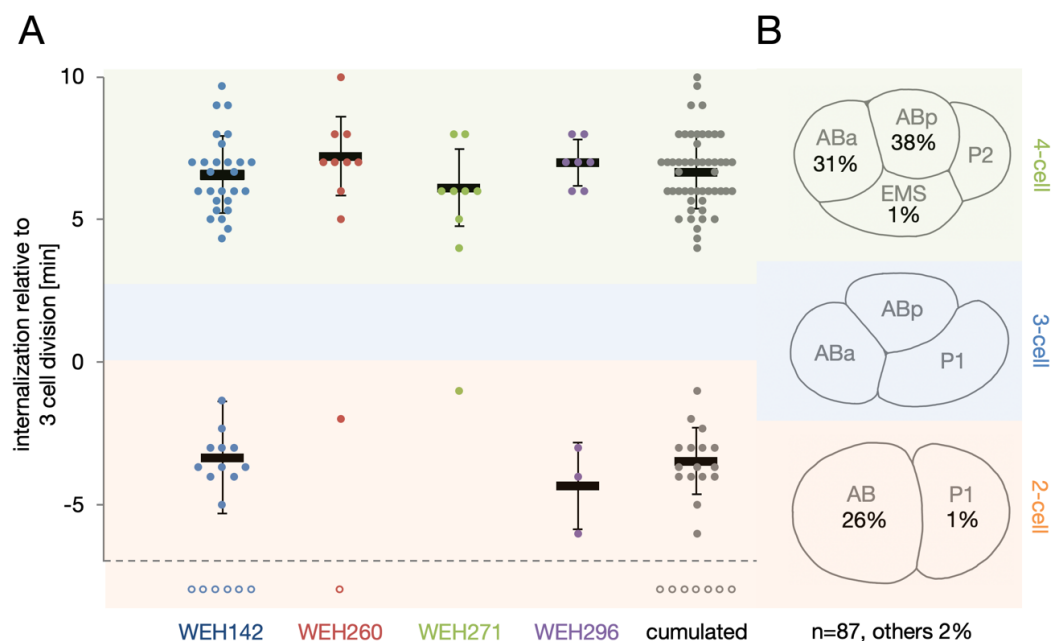 A
B
10
5
0
-5
internalization relative to
3 cell division [min]
WEH142
WEH260
WEH271
WEH296
cumulated
ABa
31%
ABp
38%
P2
EMS
1%
4-cell
ABp
ABa
P1
3-cell
AB
26%
P1
1%
2-cell
n=87, others 2%